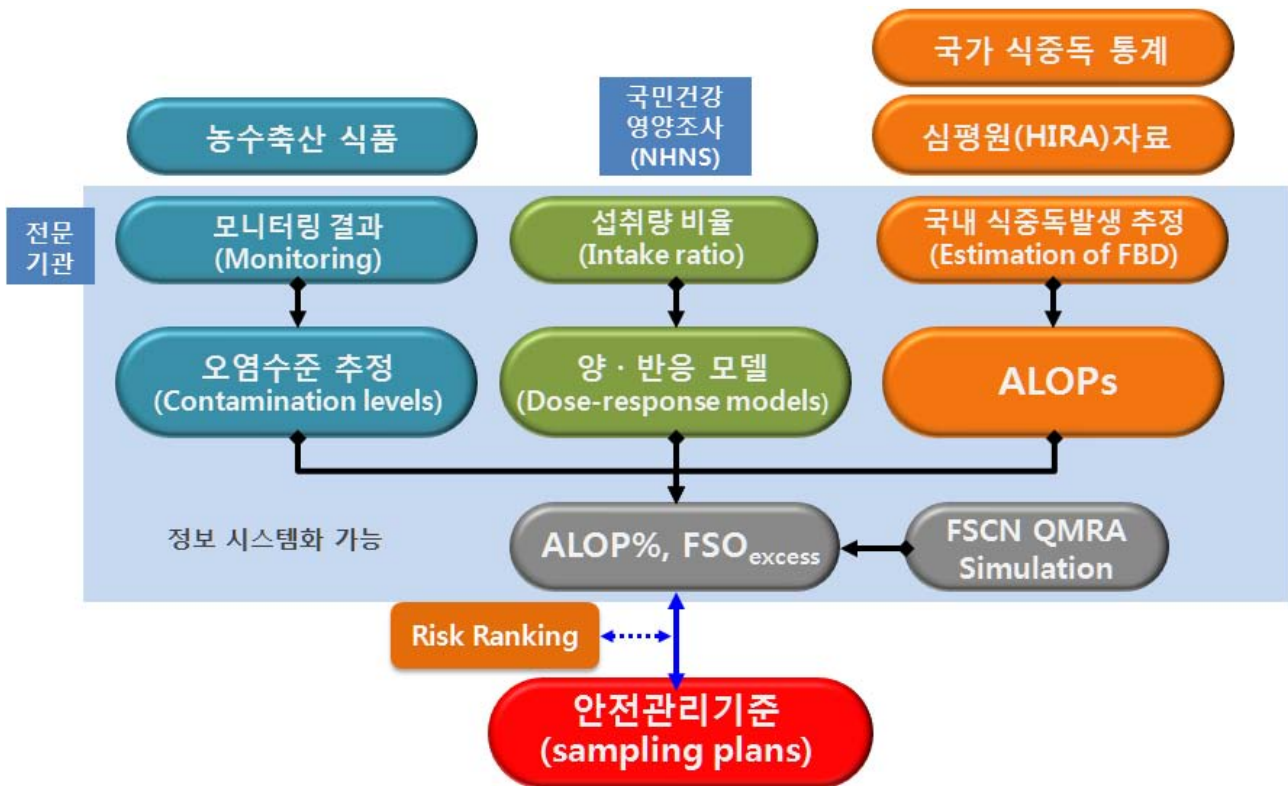 국가 식중독 통계
농수축산 식품
국민건강
영양조사
(NHNS)
심평원(HIRA)자료
전문
기관
모니터링 결과
(Monitoring)
섭취량 비율
(Intake ratio)
국내 식중독발생 추정
(Estimation of FBD)
오염수준 추정
(Contamination levels)
양 · 반응 모델
(Dose-response models)
ALOPs
정보 시스템화 가능
ALOP%, FSOexcess
FSCN QMRA
Simulation
Risk Ranking
안전관리기준
(sampling plans)